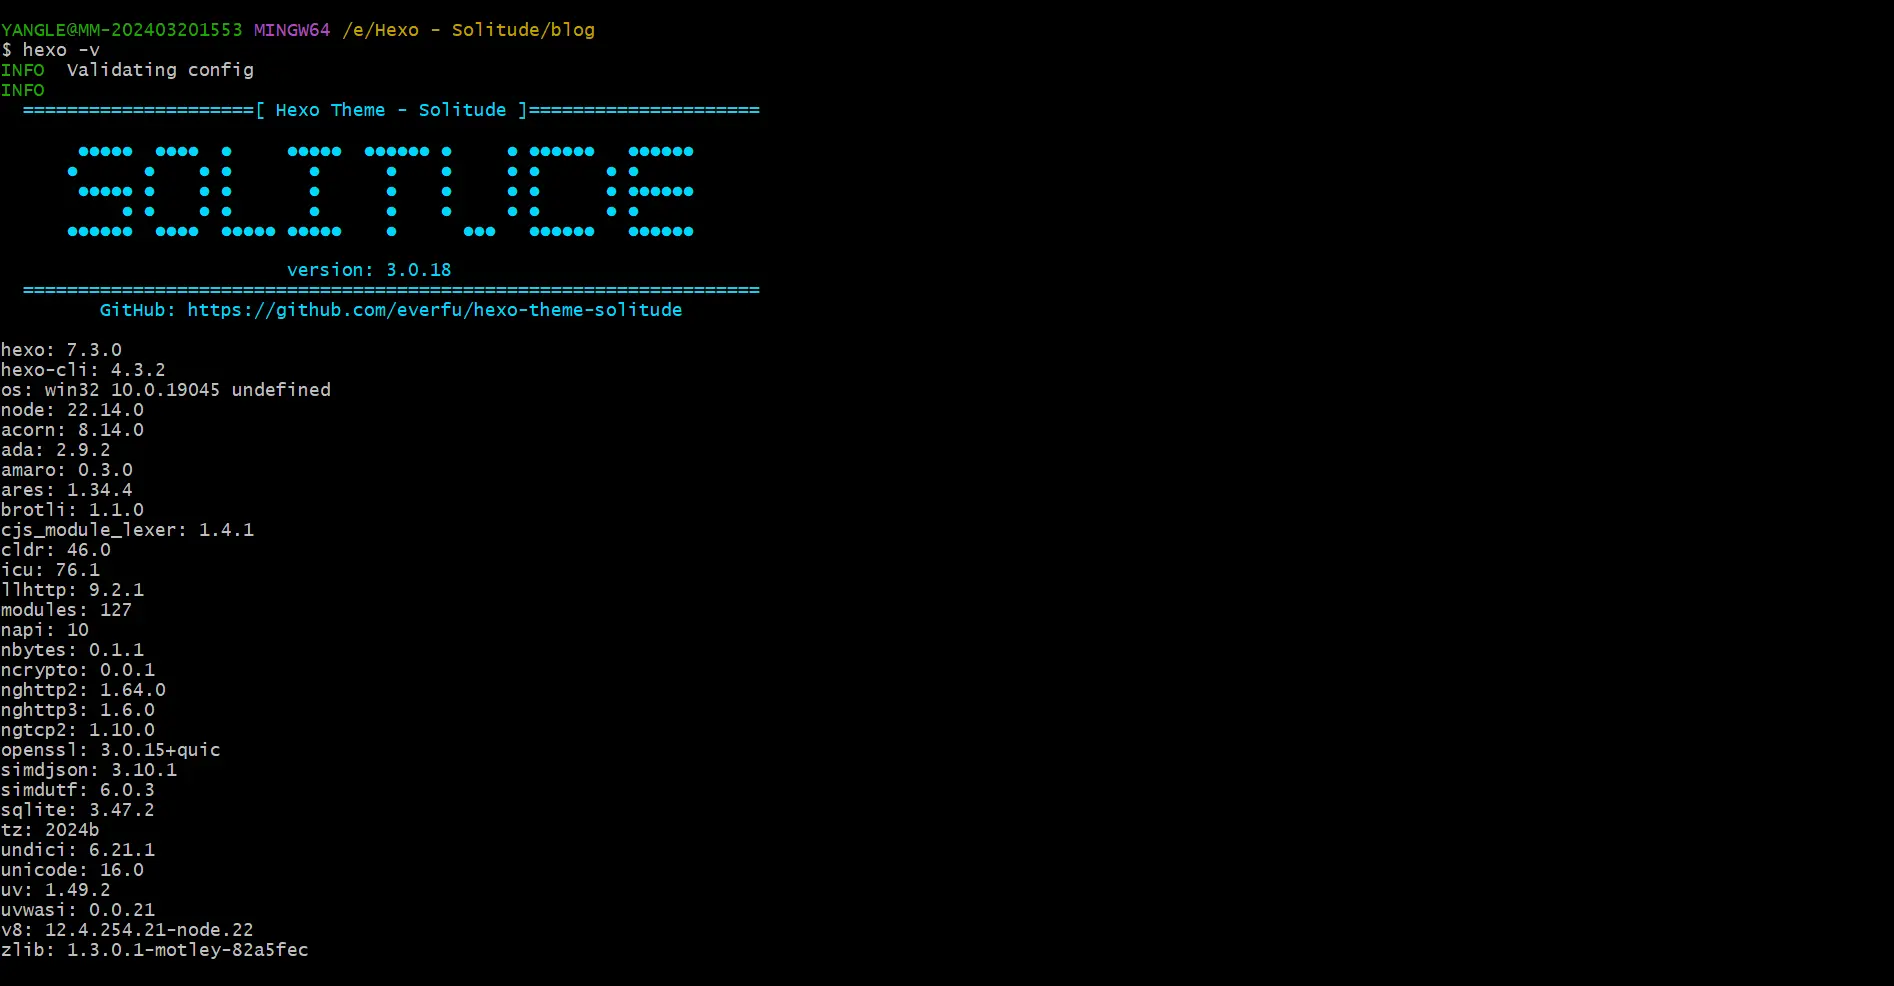 YANGLE@MM-202403201553 MINGW64 /e/Hexo - Solitude/blog
$ hexo -v
INFO  Validating config
INFO
=====================[ Hexo Theme - Solitude ]=====================
SOLITUDE
version: 3.0.18
===================================================================
GitHub: https://github.com/everfu/hexo-theme-solitude
hexo: 7.3.0
hexo-cli: 4.3.2
os: win32 10.0.19045 undefined
node: 22.14.0
acorn: 8.14.0
ada: 2.9.2
amaro: 0.3.0
ares: 1.34.4
brotli: 1.1.0
cjs_module_lexer: 1.4.1
cldr: 46.0
icu: 76.1
llhttp: 9.2.1
modules: 127
napi: 10
nbytes: 0.1.1
ncrypto: 0.0.1
nghttp2: 1.64.0
nghttp3: 1.6.0
ngtcp2: 1.10.0
openssl: 3.0.15+quic
simdjson: 3.10.1
simdutf: 6.0.3
sqlite: 3.47.2
tz: 2024b
undici: 6.21.1
unicode: 16.0
uv: 1.49.2
uvwasi: 0.0.21
v8: 12.4.254.21-node.22
zlib: 1.3.0.1-motley-82a5fec